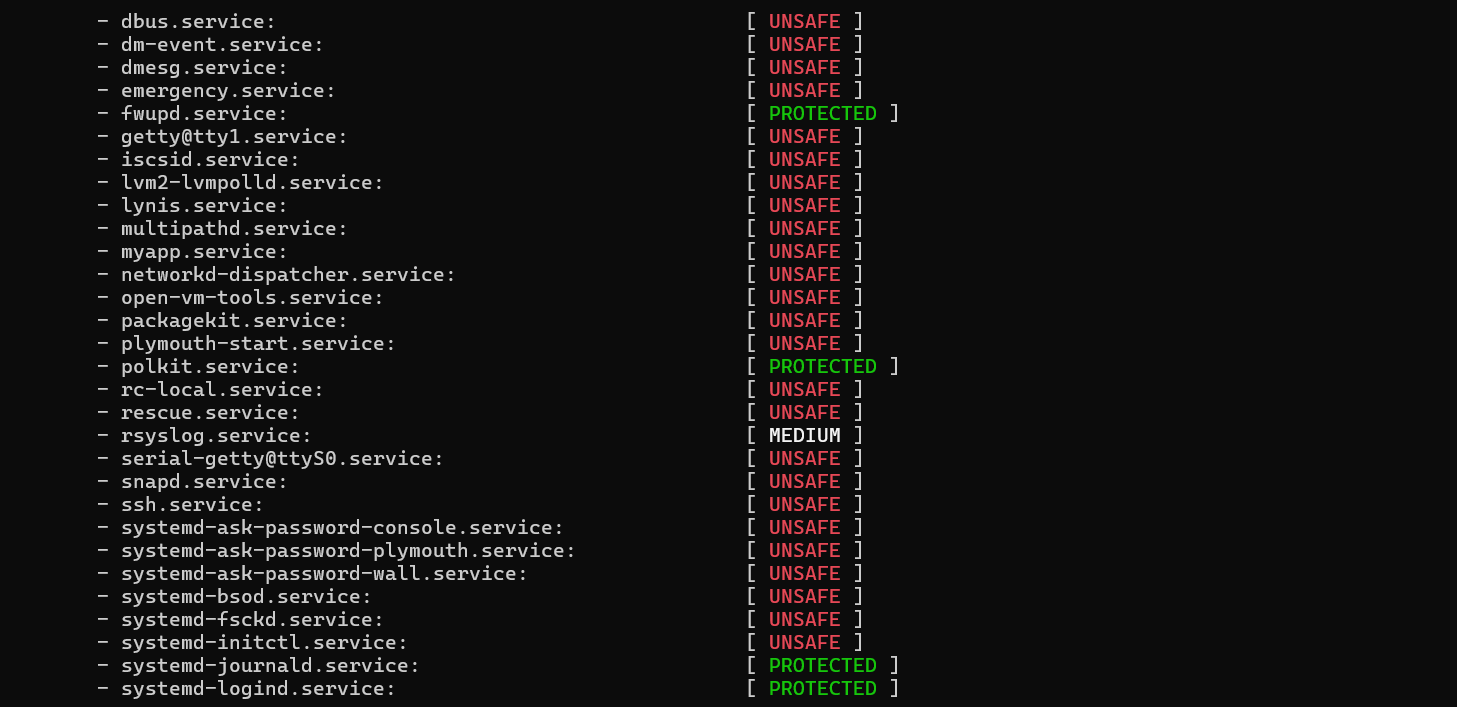 - dbus.service: [ UNSAFE ]
- dm-event.service: [ UNSAFE ]
- dmesg.service: [ UNSAFE ]
- emergency.service: [ UNSAFE ]
- fwupd.service: [ PROTECTED ]
- getty@tty1.service: [ UNSAFE ]
- iscsid.service: [ UNSAFE ]
- lvm2-lvmpolld.service: [ UNSAFE ]
- lynis.service: [ UNSAFE ]
- multipathd.service: [ UNSAFE ]
- myapp.service: [ UNSAFE ]
- networkd-dispatcher.service: [ UNSAFE ]
- open-vm-tools.service: [ UNSAFE ]
- packagekit.service: [ UNSAFE ]
- plymouth-start.service: [ UNSAFE ]
- polkit.service: [ PROTECTED ]
- rc-local.service: [ UNSAFE ]
- rescue.service: [ UNSAFE ]
- rsyslog.service: [ MEDIUM ]
- serial-getty@ttyS0.service: [ UNSAFE ]
- snapd.service: [ UNSAFE ]
- ssh.service: [ UNSAFE ]
- systemd-ask-password-console.service: [ UNSAFE ]
- systemd-ask-password-plymouth.service: [ UNSAFE ]
- systemd-ask-password-wall.service: [ UNSAFE ]
- systemd-bsod.service: [ UNSAFE ]
- systemd-fsckd.service: [ UNSAFE ]
- systemd-initctl.service: [ UNSAFE ]
- systemd-journald.service: [ PROTECTED ]
- systemd-logind.service: [ PROTECTED ]